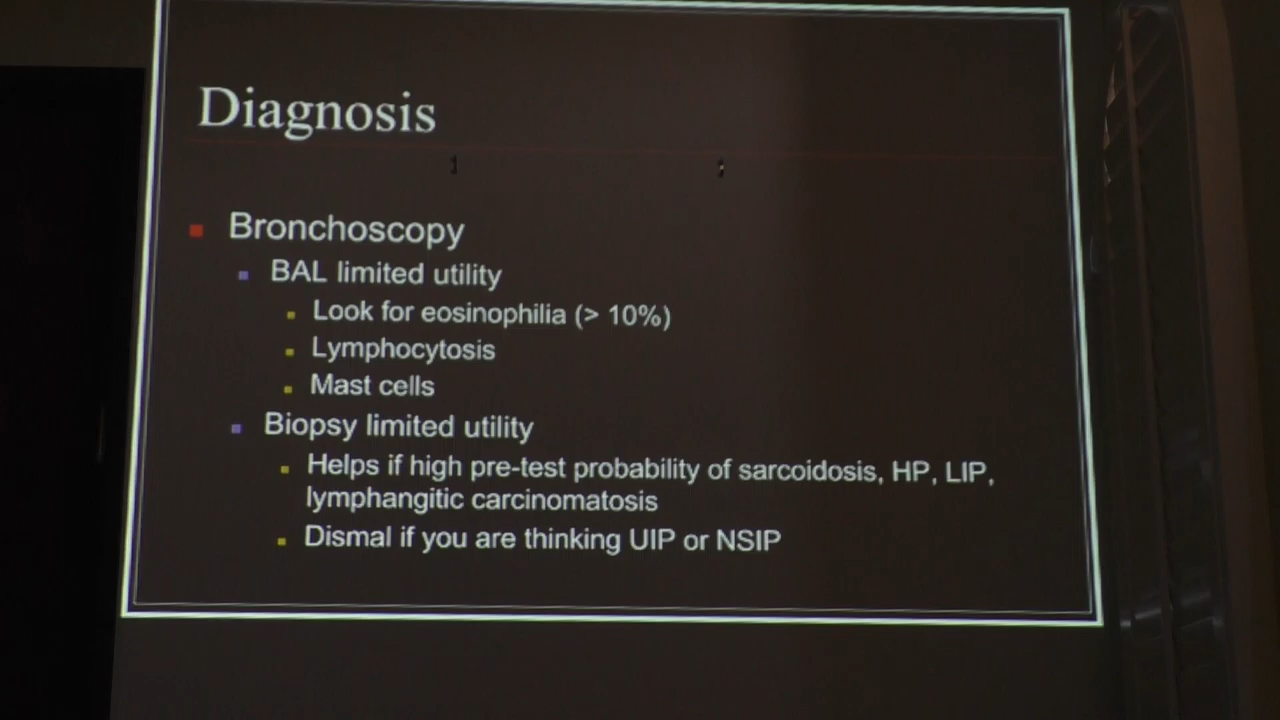 Diagnosis
Bronchoscopy
BAL limited utility
Look for eosinophilia (> 10%)
Lymphocytosis
Mast cells
Biopsy limited utility
Helps if high pre-test probability of sarcoidosis, HP, LIP,
lymphangitic carcinomatosis
Dismal if you are thinking UIP or NSIP